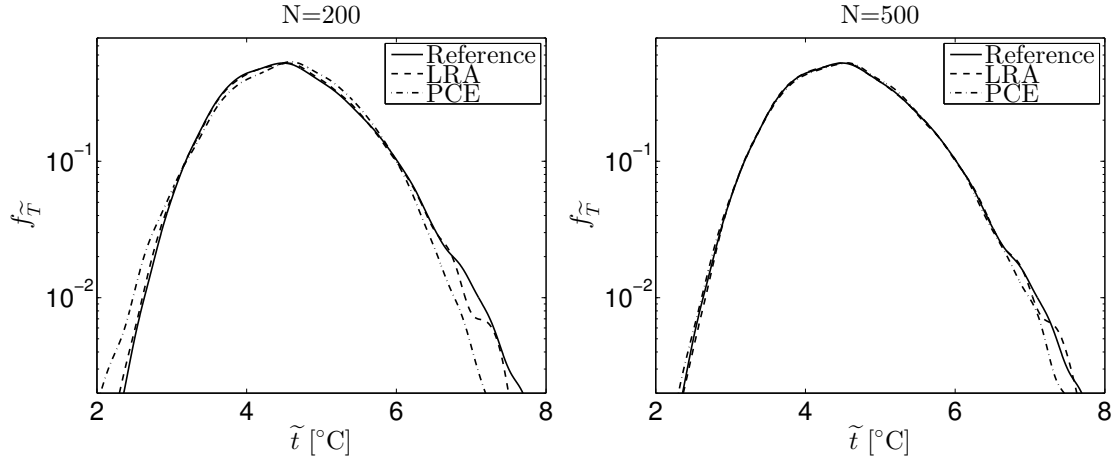 N=200
Reference
LRA
PCE
10⁻¹
10⁻²
f_T̃
2 4 6 8
t̃ [°C]
N=500
Reference
LRA
PCE
10⁻¹
10⁻²
f_T̃
2 4 6 8
t̃ [°C]